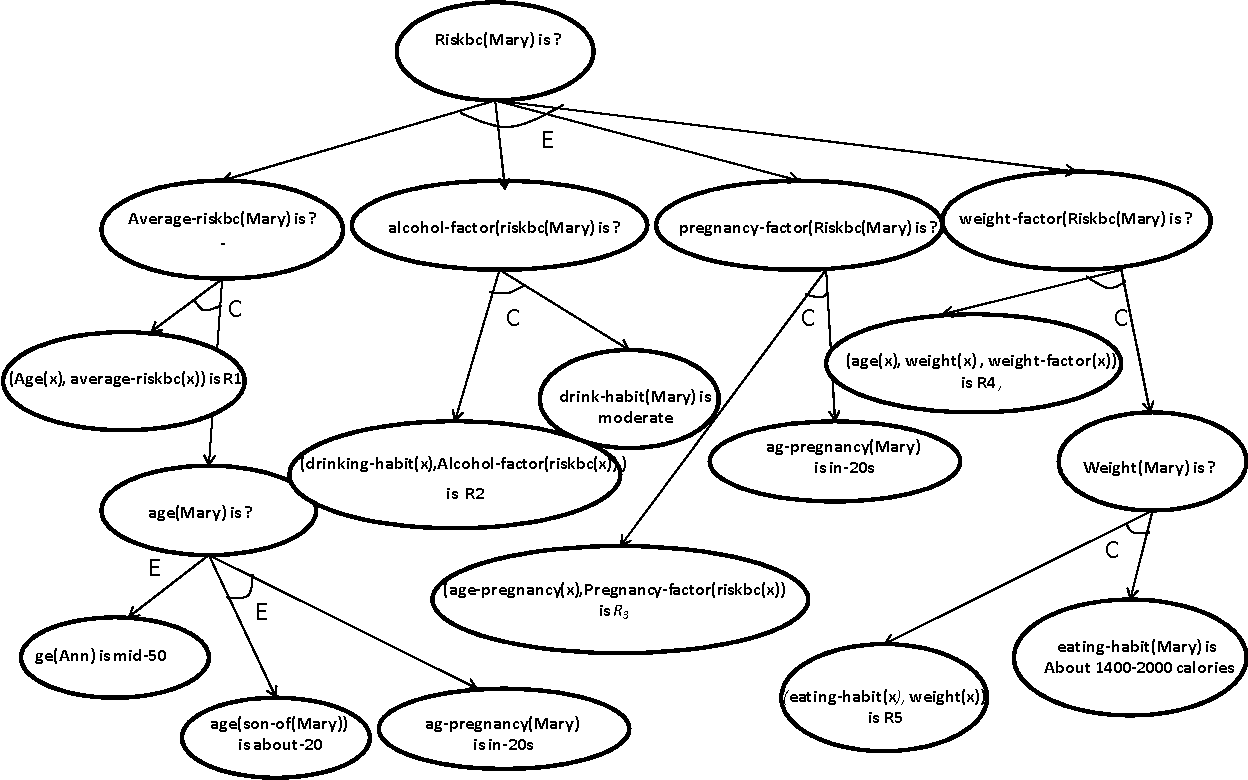 Riskbc(Mary) is ?
E
Average-riskbc(Mary) is ?
-
alcohol-factor(riskbc(Mary) is ?
pregnancy-factor(Riskbc(Mary) is ?
weight-factor(Riskbc(Mary) is ?
C
C
C
C
(Age(x), average-riskbc(x)) is R1
drink-habit(Mary) is
moderate
(age(x), weight(x) , weight-factor(x))
is R4,
(drinking-habit(x),Alcohol-factor(riskbc(x),)
is R2
ag-pregnancy(Mary)
is in-20s
Weight(Mary) is ?
age(Mary) is ?
E
E
C
(age-pregnancy(x),Pregnancy-factor(riskbc(x))
is R3
ge(Ann) is mid-50
age(son-of(Mary))
is about-20
ag-pregnancy(Mary)
is in-20s
(eating-habit(x), weight(x))
is R5
eating-habit(Mary) is
About 1400-2000 calories